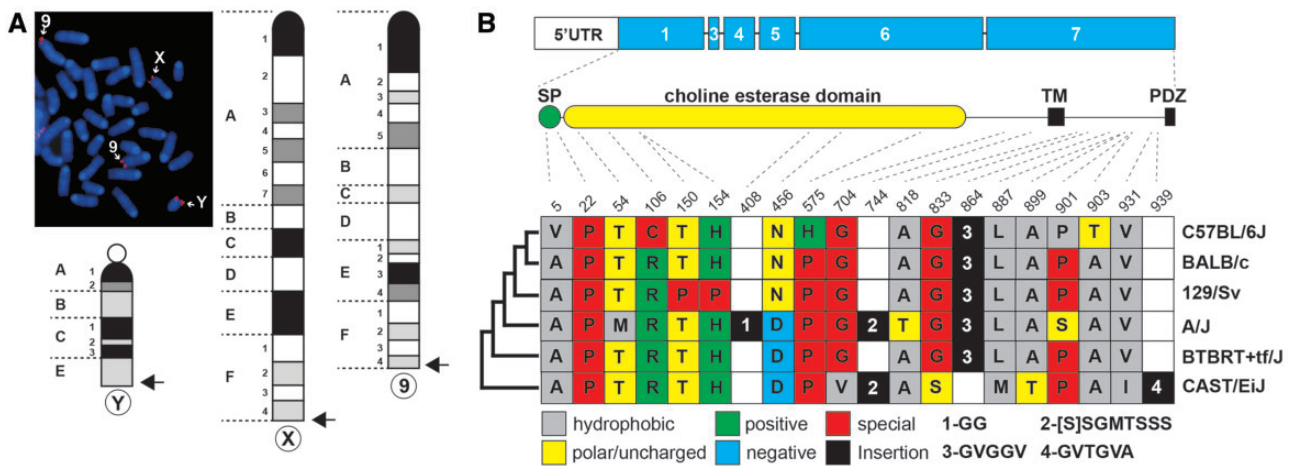 A
9
X
9
Y
A
1
2
B
C
1
2
3
E
Y
A
1
2
3
4
5
6
7
B
C
D
E
F
1
2
3
4
X
A
1
2
3
4
5
B
C
D
E
1
2
3
4
F
1
2
3
4
9
B
5'UTR 1 3 4 5 6 7
SP choline esterase domain TM PDZ
5 22 54 106 150 154 408 456 575 704 744 818 833 864 887 899 901 903 931 939
V P T C T H N H G A G 3 L A P T V C57BL/6J
A P T R T H N P G A G 3 L A P A V BALB/c
A P T R P P N P G A G 3 L A P A V 129/Sv
A P M R T H 1 D P G 2 T G 3 L A S A V A/J
A P T R T H D P G A G 3 L A P A V BTBRT+tf/J
A P T R T H D P V 2 A S M T P A I 4 CAST/EiJ
hydrophobic positive special 1-GG 2-[S]SGMTSSS
polar/uncharged negative Insertion 3-GVGGV 4-GVTGVA